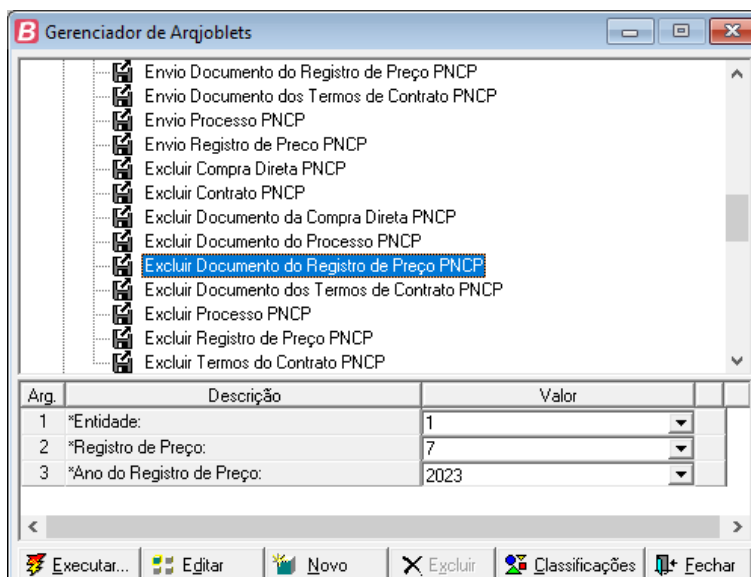 B Gerenciador de Arqjoblets
Envio Documento do Registro de Preço PNCP
Envio Documento dos Termos de Contrato PNCP
Envio Processo PNCP
Envio Registro de Preco PNCP
Excluir Compra Direta PNCP
Excluir Contrato PNCP
Excluir Documento da Compra Direta PNCP
Excluir Documento do Processo PNCP
Excluir Documento do Registro de Preço PNCP
Excluir Documento dos Termos de Contrato PNCP
Excluir Processo PNCP
Excluir Registro de Preço PNCP
Excluir Termos do Contrato PNCP
Arg. Descrição Valor
1 *Entidade: 1
2 *Registro de Preço: 7
3 *Ano do Registro de Preço: 2023
Executar... Editar Novo Excluir Classificações Fechar